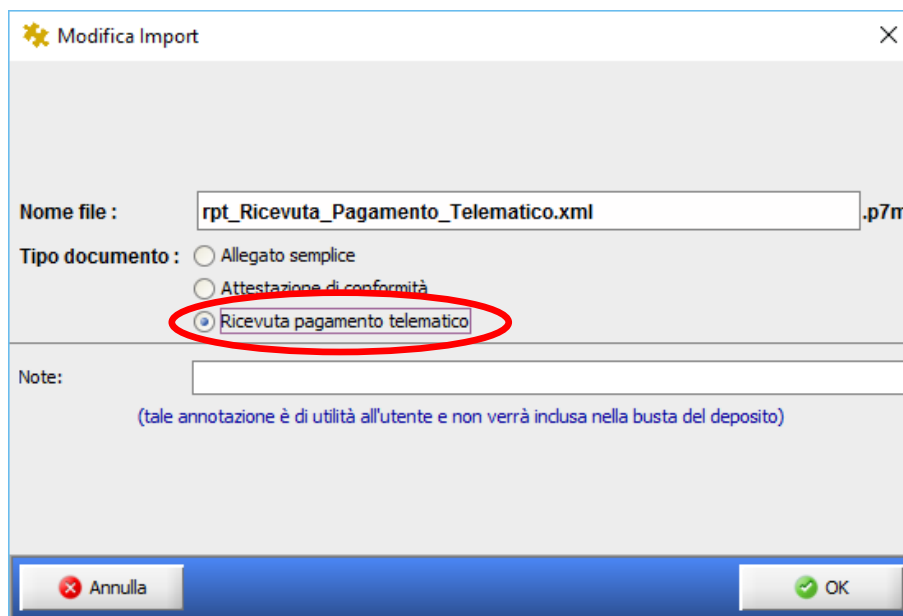 Modifica Import
Nome file : rpt_Ricevuta_Pagamento_Telematico.xml .p7m
Tipo documento : Allegato semplice
Attestazione di conformità
Ricevuta pagamento telematico
Note:
(tale annotazione è di utilità all'utente e non verrà inclusa nella busta del deposito)
Annulla OK